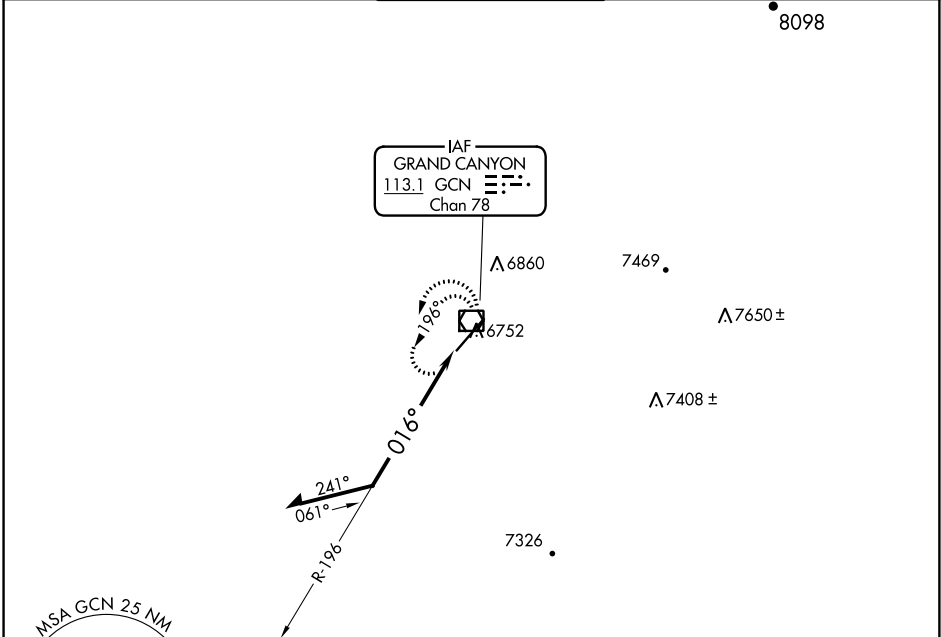 8098
IAF
GRAND CANYON
113.1 GCN
Chan 78
6860
7469
196°
6752
7650 ±
7408 ±
016°
241°
061°
7326
R-196
MSA GCN 25 NM